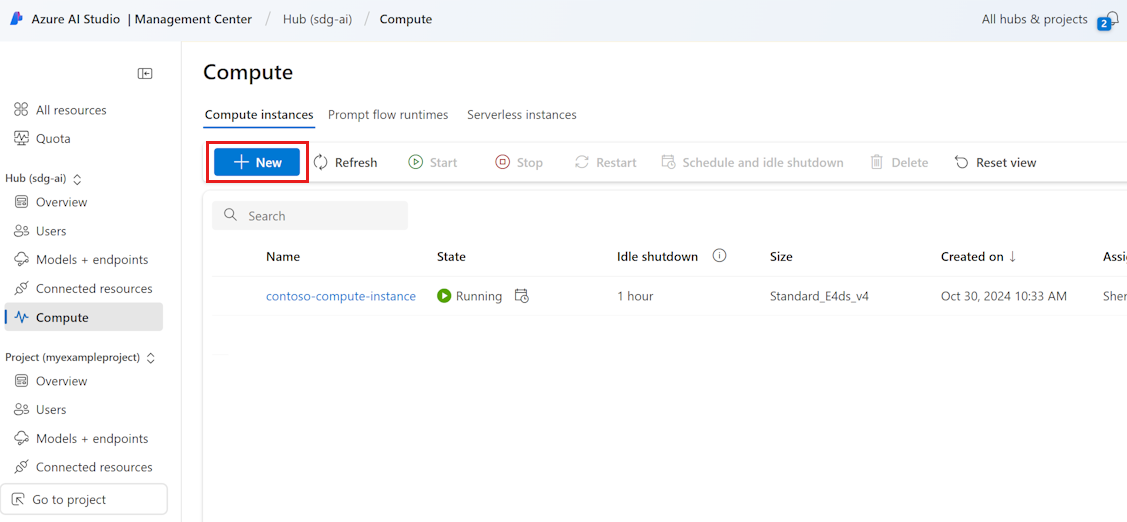 Azure AI Studio | Management Center / Hub (sdg-ai) / Compute All hubs & projects 2
Compute
All resources
Quota
Hub (sdg-ai)
Overview
Users
Models + endpoints
Connected resources
Compute
Project (myexampleproject)
Overview
Users
Models + endpoints
Connected resources
Go to project
Compute instances Prompt flow runtimes Serverless instances
New Refresh Start Stop Restart Schedule and idle shutdown Delete Reset view
Search
Name State Idle shutdown Size Created on ↓ Assi
contoso-compute-instance Running 1 hour Standard_E4ds_v4 Oct 30, 2024 10:33 AM Sher